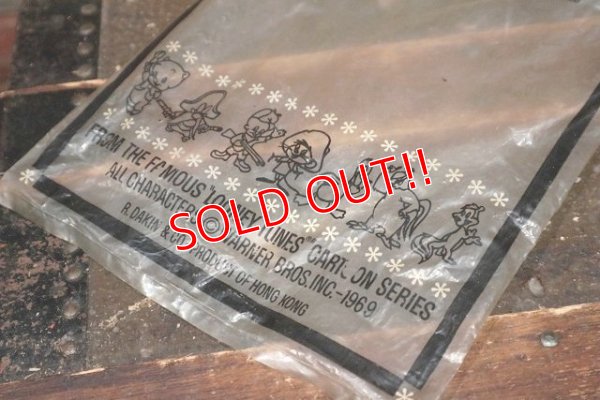 FROM THE FAMOUS "LOONEY TUNES" CARTOON SERIES
ALL CHARACTERS © WARNER BROS. INC.-1969
R. DAKIN & CO. PRODUCT OF HONG KONG
SOLD OUT!!